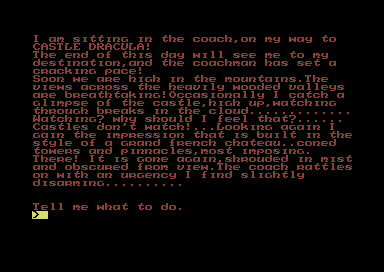 I am sitting in the coach,on my way to
CASTLE DRACULA!
The end of this day will see me to my
destination,and the coachman has set a
cracking pace!
Soon we are high in the mountains.The
views across the heavily wooded valleys
are breathtaking!Occasionally I catch a
glimpse of the castle,high up,watching
through breaks in the cloud.............
Watching? why should I feel that?......
Castles don't watch!...Looking again I
gain the impression that is built in the
style of a grand french chateau..coned
towers and pinnacles,most imposing.
There! It is gone again,shrouded in mist
and obscured from view.The coach rattles
on with an urgency I find slightly
disarming..........
Tell me what to do.
>